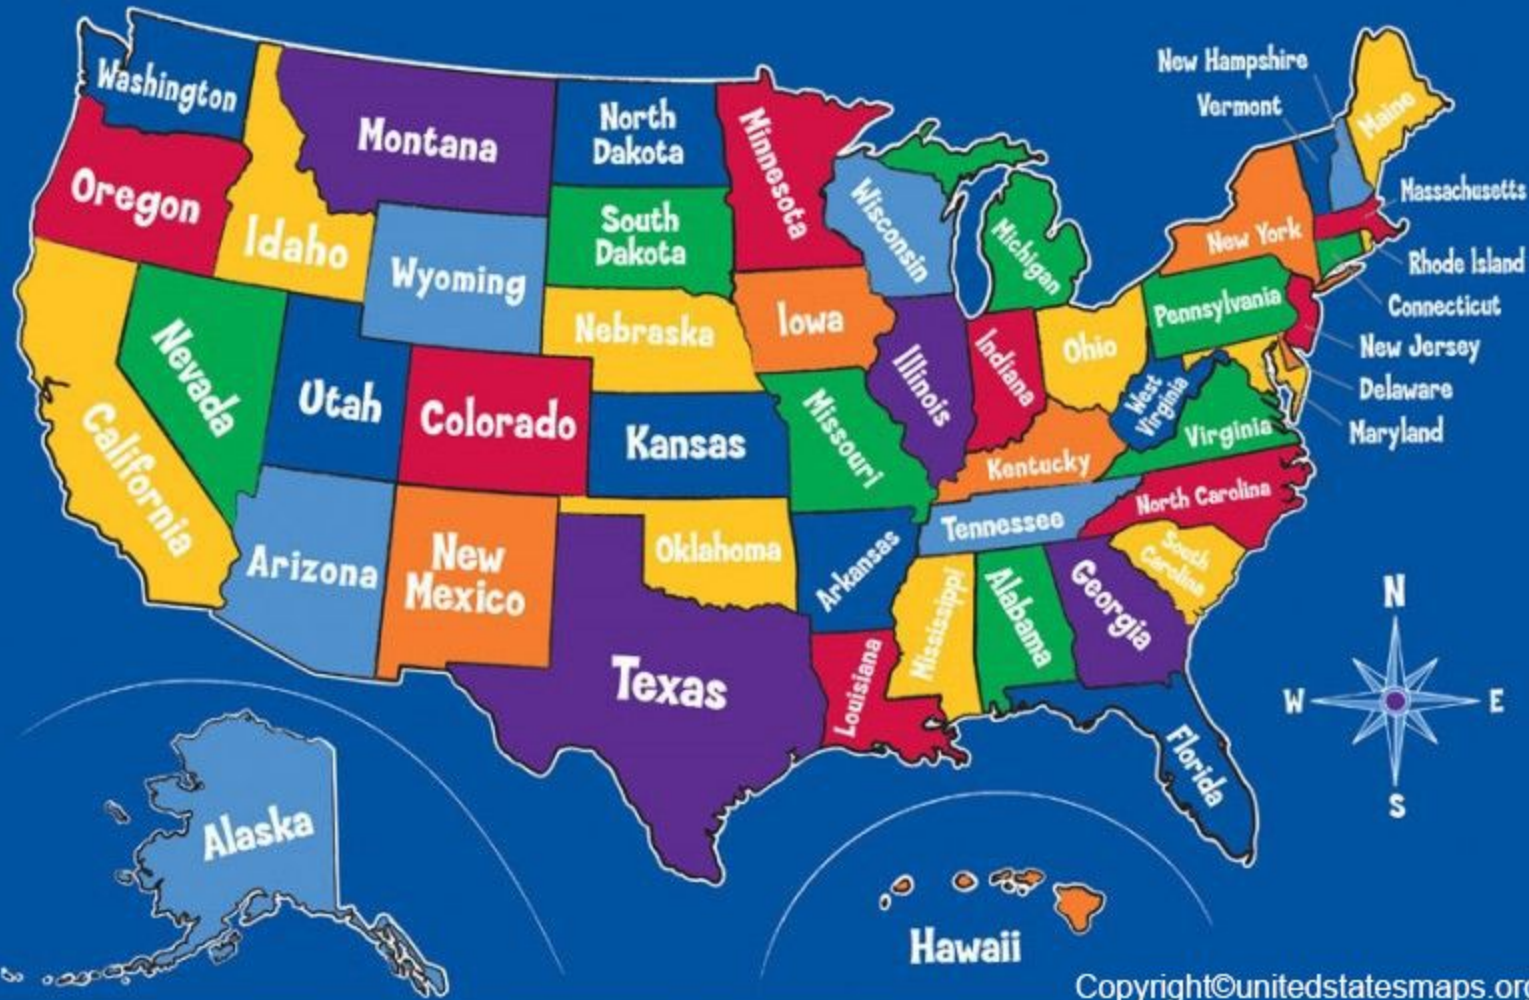 New Hampshire
Vermont
Maine
Washington
Montana
North
Dakota
Minnesota
Oregon
Idaho
Wyoming
South
Dakota
Wisconsin
Michigan
New York
Massachusetts
Rhode Island
Connecticut
New Jersey
Delaware
Maryland
Nebraska
Iowa
Illinois
Indiana
Ohio
Pennsylvania
Nevada
Utah
Colorado
Kansas
Missouri
Kentucky
West
Virginia
Virginia
California
North Carolina
Tennessee
Arizona
New
Mexico
Oklahoma
Arkansas
South
Carolina
Mississippi
Alabama
Georgia
Texas
Louisiana
Florida
N
W
E
S
Alaska
Hawaii
Copyright©unitedstatesmaps.org